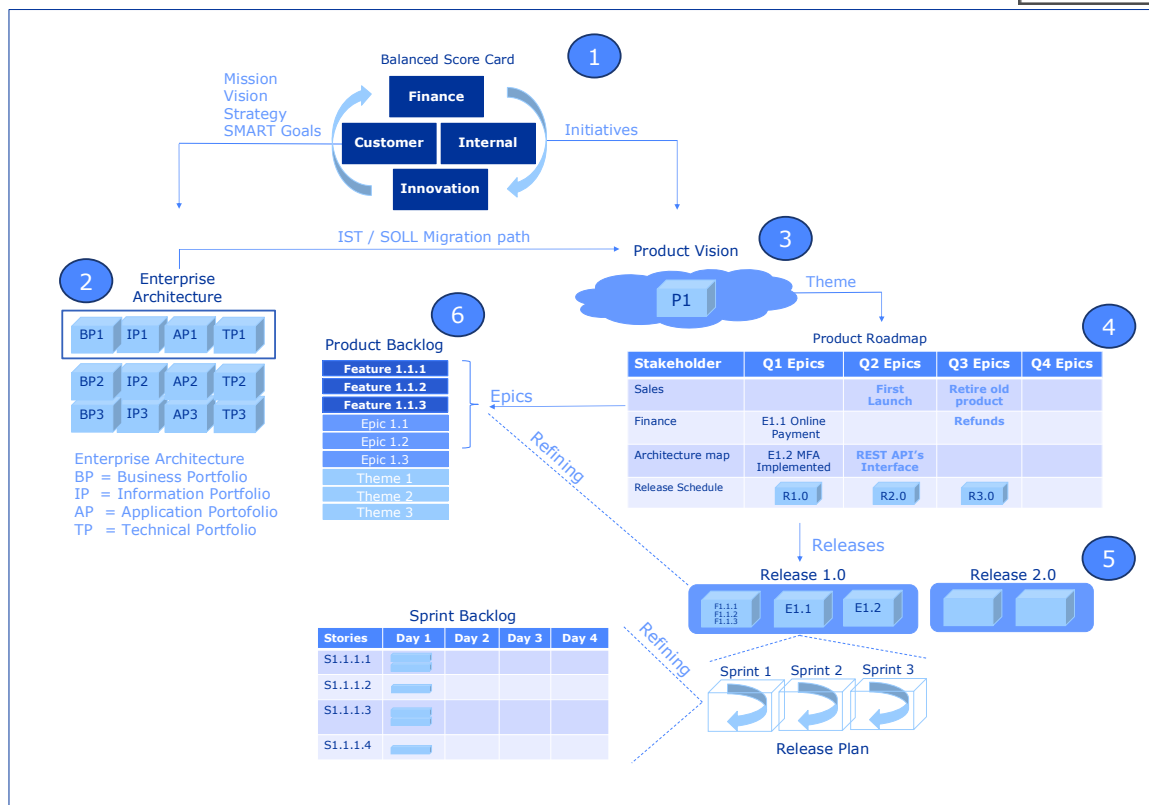 1
Balanced Score Card
Mission
Vision
Strategy
SMART Goals
Finance
Customer
Internal
Innovation
Initiatives
IST / SOLL Migration path
3
Product Vision
P1
Theme
2
Enterprise
Architecture
BP1 IP1 AP1 TP1
BP2 IP2 AP2 TP2
BP3 IP3 AP3 TP3
Enterprise Architecture
BP = Business Portfolio
IP = Information Portfolio
AP = Application Portofolio
TP = Technical Portfolio
6
Product Backlog
Feature 1.1.1
Feature 1.1.2
Feature 1.1.3
Epic 1.1
Epic 1.2
Epic 1.3
Theme 1
Theme 2
Theme 3
Epics
Refining
4
Product Roadmap
Stakeholder Q1 Epics Q2 Epics Q3 Epics Q4 Epics
Sales First Launch Retire old product
Finance E1.1 Online Payment Refunds
Architecture map E1.2 MFA Implemented REST API's Interface
Release Schedule R1.0 R2.0 R3.0
Releases
5
Release 1.0
F1.1.1
F1.1.2
F1.1.3
E1.1
E1.2
Release 2.0
Sprint Backlog
Stories Day 1 Day 2 Day 3 Day 4
S1.1.1.1
S1.1.1.2
S1.1.1.3
S1.1.1.4
Refining
Sprint 1 Sprint 2 Sprint 3
Release Plan